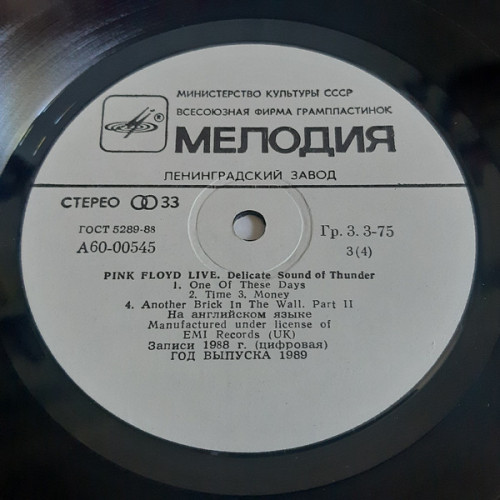 МИНИСТЕРСТВО КУЛЬТУРЫ СССР
ВСЕСОЮЗНАЯ ФИРМА ГРАМПЛАСТИНОК
® МЕЛОДИЯ
ЛЕНИНГРАДСКИЙ ЗАВОД
СТЕРЕО 33
ГОСТ 5289-88
Гр. 3. 3-75
А60-00545
3(4)
PINK FLOYD LIVE. Delicate Sound of Thunder
1. One Of These Days
2. Time 3. Money
4. Another Brick In The Wall. Part II
На английском языке
Manufactured under license of
EMI Records (UK)
Записи 1988 г. (цифровая)
ГОД ВЫПУСКА 1989